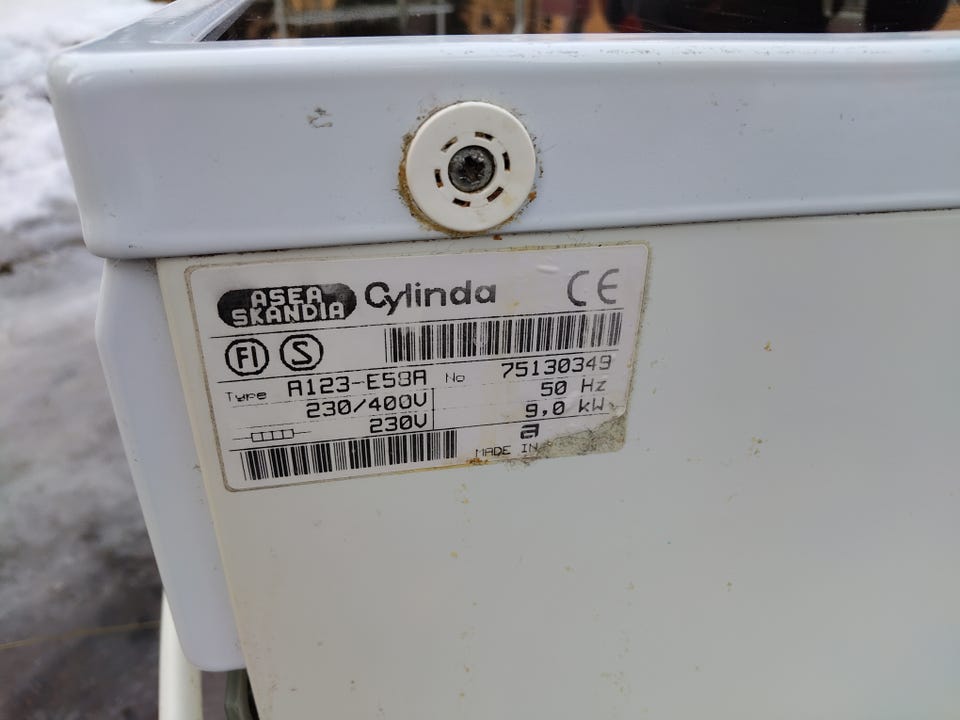 ASEA SKANDIA Cylinda CE
FI S
Type A123-E58A No 75130349
230/400V 50 Hz
230V 9,0 kW
a
MADE IN